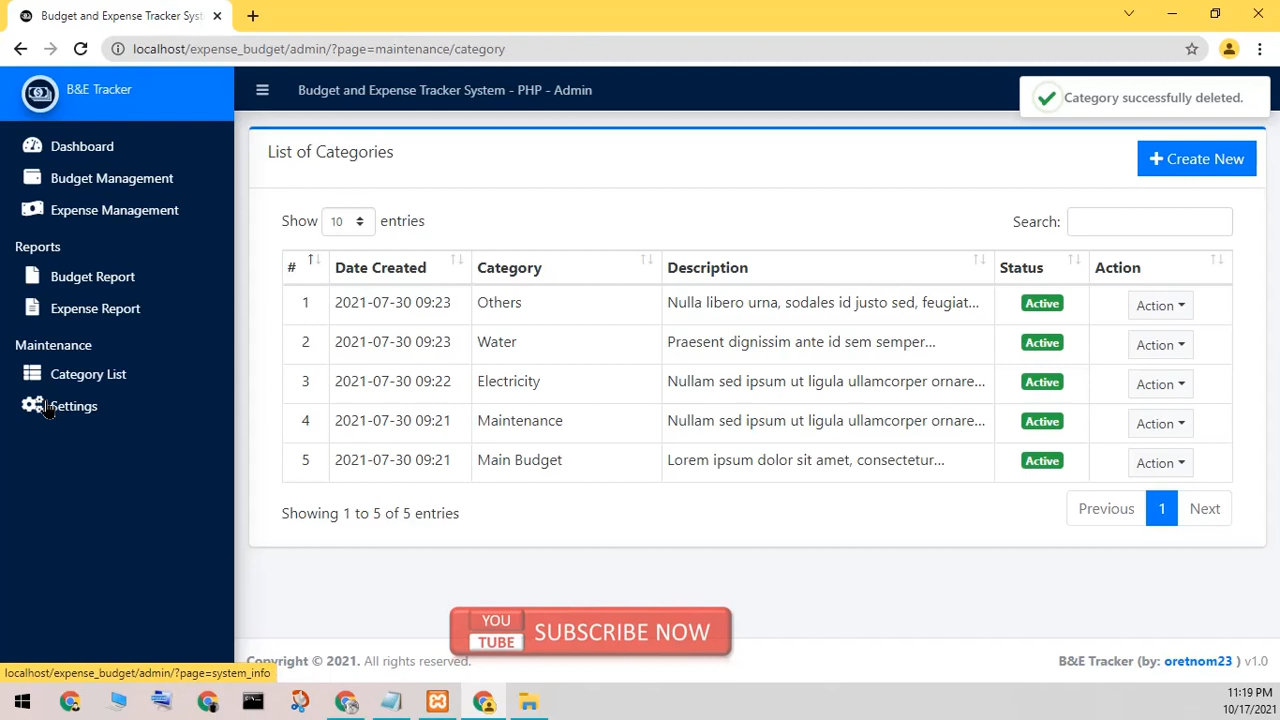 Budget and Expense Tracker Syst
localhost/expense_budget/admin/?page=maintenance/category
B&E Tracker
Budget and Expense Tracker System - PHP - Admin
Category successfully deleted.
Dashboard
Budget Management
Expense Management
Reports
Budget Report
Expense Report
Maintenance
Category List
Settings
List of Categories
Create New
Show 10 entries
Search:
# Date Created Category Description Status Action
1 2021-07-30 09:23 Others Nulla libero urna, sodales id justo sed, feugiat... Active Action
2 2021-07-30 09:23 Water Praesent dignissim ante id sem semper... Active Action
3 2021-07-30 09:22 Electricity Nullam sed ipsum ut ligula ullamcorper ornare... Active Action
4 2021-07-30 09:21 Maintenance Nullam sed ipsum ut ligula ullamcorper ornare... Active Action
5 2021-07-30 09:21 Main Budget Lorem ipsum dolor sit amet, consectetur... Active Action
Showing 1 to 5 of 5 entries
Previous 1 Next
YOU TUBE SUBSCRIBE NOW
Copyright © 2021. All rights reserved.
B&E Tracker (by: oretnom23 ) v1.0
localhost/expense_budget/admin/?page=system_info
11:19 PM
10/17/2021